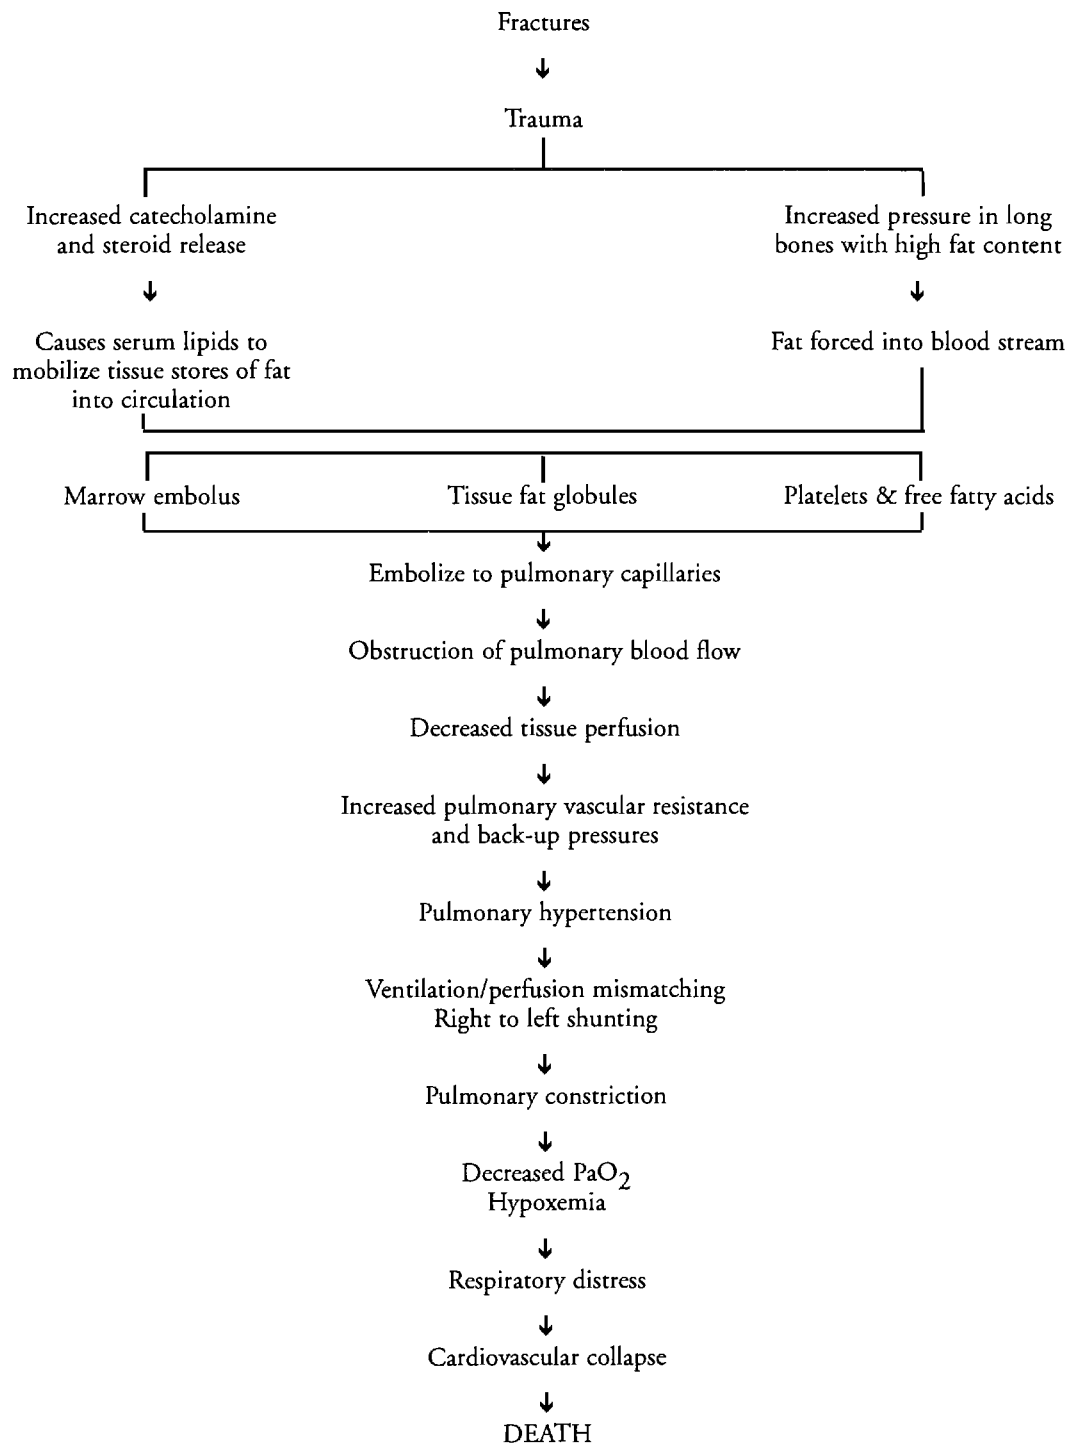 Fractures
Trauma
Increased catecholamine
and steroid release
Increased pressure in long
bones with high fat content
Causes serum lipids to
mobilize tissue stores of fat
into circulation
Fat forced into blood stream
Marrow embolus
Tissue fat globules
Platelets & free fatty acids
Embolize to pulmonary capillaries
Obstruction of pulmonary blood flow
Decreased tissue perfusion
Increased pulmonary vascular resistance
and back-up pressures
Pulmonary hypertension
Ventilation/perfusion mismatching
Right to left shunting
Pulmonary constriction
Decreased PaO2
Hypoxemia
Respiratory distress
Cardiovascular collapse
DEATH